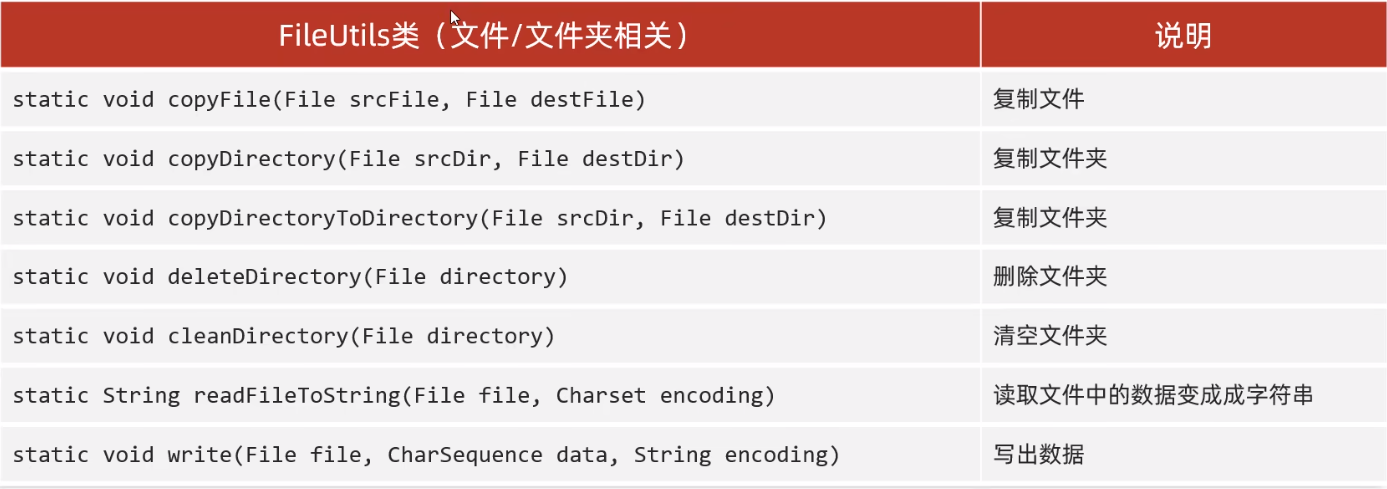 FileUtils类（文件/文件夹相关） 说明
static void copyFile(File srcFile, File destFile) 复制文件
static void copyDirectory(File srcDir, File destDir) 复制文件夹
static void copyDirectoryToDirectory(File srcDir, File destDir) 复制文件夹
static void deleteDirectory(File directory) 删除文件夹
static void cleanDirectory(File directory) 清空文件夹
static String readFileToString(File file, Charset encoding) 读取文件中的数据变成成字符串
static void write(File file, CharSequence data, String encoding) 写出数据